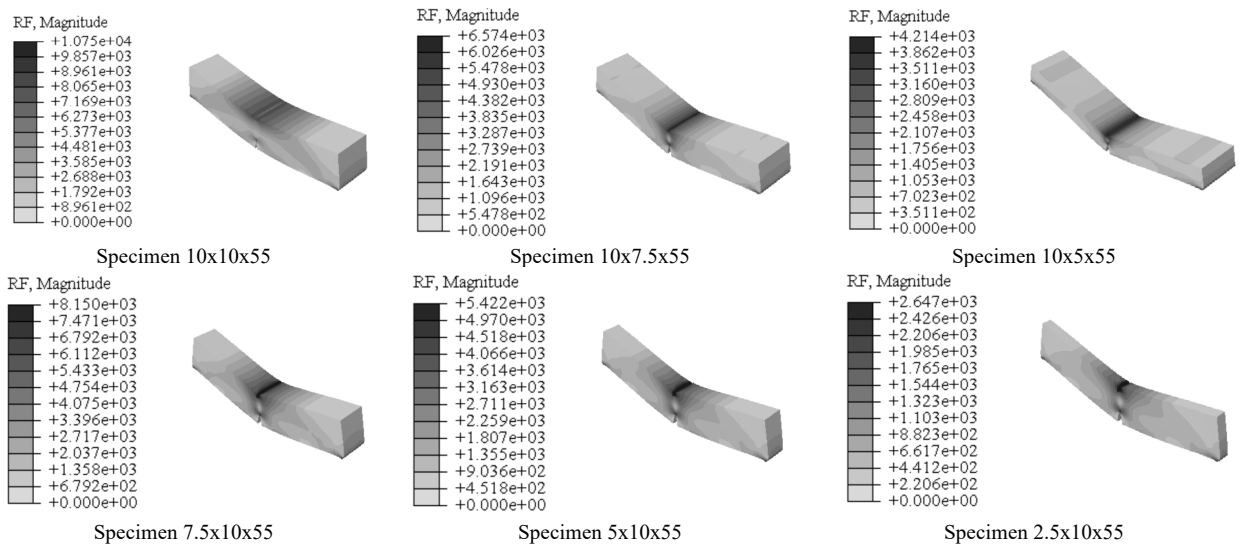 RF, Magnitude
+1.075e+04
+9.857e+03
+8.961e+03
+8.065e+03
+7.169e+03
+6.273e+03
+5.377e+03
+4.481e+03
+3.585e+03
+2.688e+03
+1.792e+03
+8.961e+02
+0.000e+00
Specimen 10x10x55
RF, Magnitude
+6.574e+03
+6.026e+03
+5.478e+03
+4.930e+03
+4.382e+03
+3.835e+03
+3.287e+03
+2.739e+03
+2.191e+03
+1.643e+03
+1.096e+03
+5.478e+02
+0.000e+00
Specimen 10x7.5x55
RF, Magnitude
+4.214e+03
+3.862e+03
+3.511e+03
+3.160e+03
+2.809e+03
+2.458e+03
+2.107e+03
+1.756e+03
+1.405e+03
+1.053e+03
+7.023e+02
+3.511e+02
+0.000e+00
Specimen 10x5x55
RF, Magnitude
+8.150e+03
+7.471e+03
+6.792e+03
+6.112e+03
+5.433e+03
+4.754e+03
+4.075e+03
+3.396e+03
+2.717e+03
+2.037e+03
+1.358e+03
+6.792e+02
+0.000e+00
Specimen 7.5x10x55
RF, Magnitude
+5.422e+03
+4.970e+03
+4.518e+03
+4.066e+03
+3.614e+03
+3.163e+03
+2.711e+03
+2.259e+03
+1.807e+03
+1.355e+03
+9.036e+02
+4.518e+02
+0.000e+00
Specimen 5x10x55
RF, Magnitude
+2.647e+03
+2.426e+03
+2.206e+03
+1.985e+03
+1.765e+03
+1.544e+03
+1.323e+03
+1.103e+03
+8.823e+02
+6.617e+02
+4.412e+02
+2.206e+02
+0.000e+00
Specimen 2.5x10x55